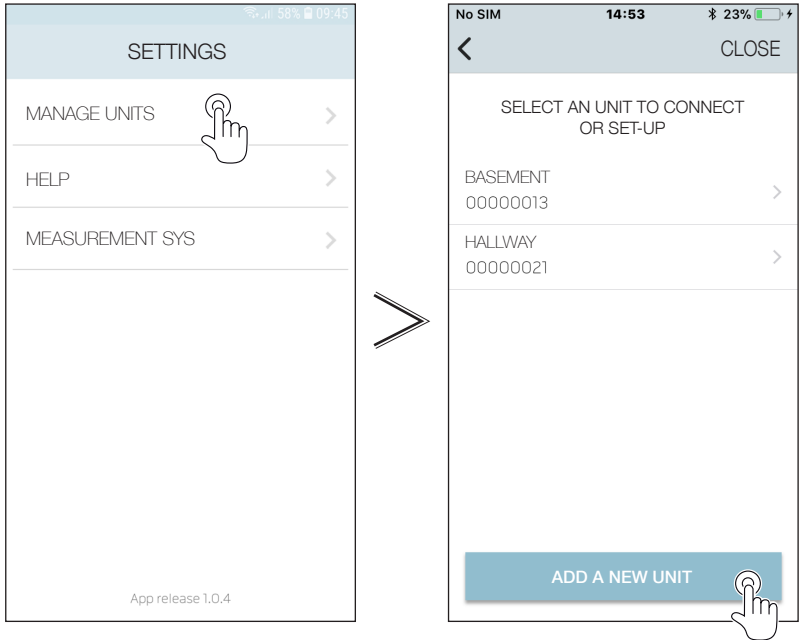 58% 09:45
SETTINGS
MANAGE UNITS
HELP
MEASUREMENT SYS
App release 1.0.4
No SIM 14:53 23%
CLOSE
SELECT AN UNIT TO CONNECT
OR SET-UP
BASEMENT
00000013
HALLWAY
00000021
ADD A NEW UNIT